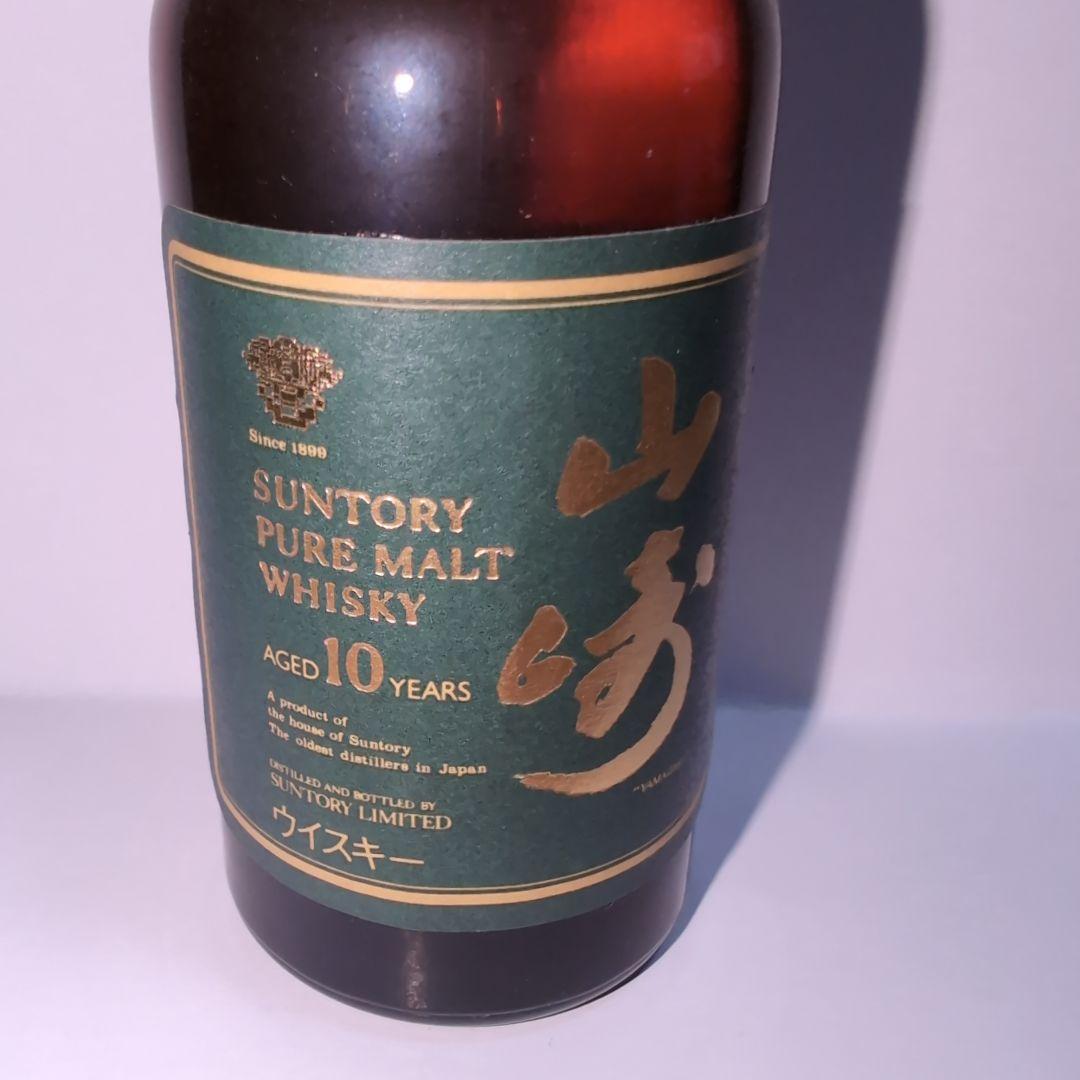 Since 1899
SUNTORY
PURE MALT
WHISKY
AGED 10 YEARS
A product of
the house of Suntory
The oldest distillers in Japan
DISTILLED AND BOTTLED BY
SUNTORY LIMITED
ウイスキー
山崎